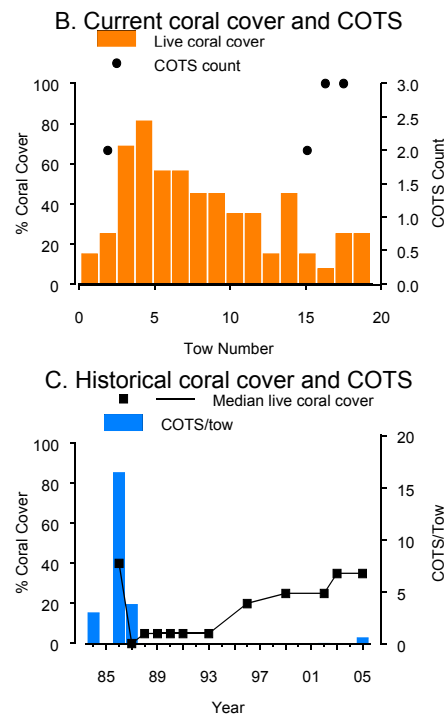 B. Current coral cover and COTS
Live coral cover
COTS count
100 3.0
80 2.5
2.0
60
1.5
40
1.0
20 0.5
0 0.0
% Coral Cover
COTS Count
0 5 10 15 20
Tow Number
C. Historical coral cover and COTS
Median live coral cover
COTS/tow
100 20
80 15
60
10
40
20 5
0 0
% Coral Cover
COTS/Tow
85 89 93 97 01 05
Year